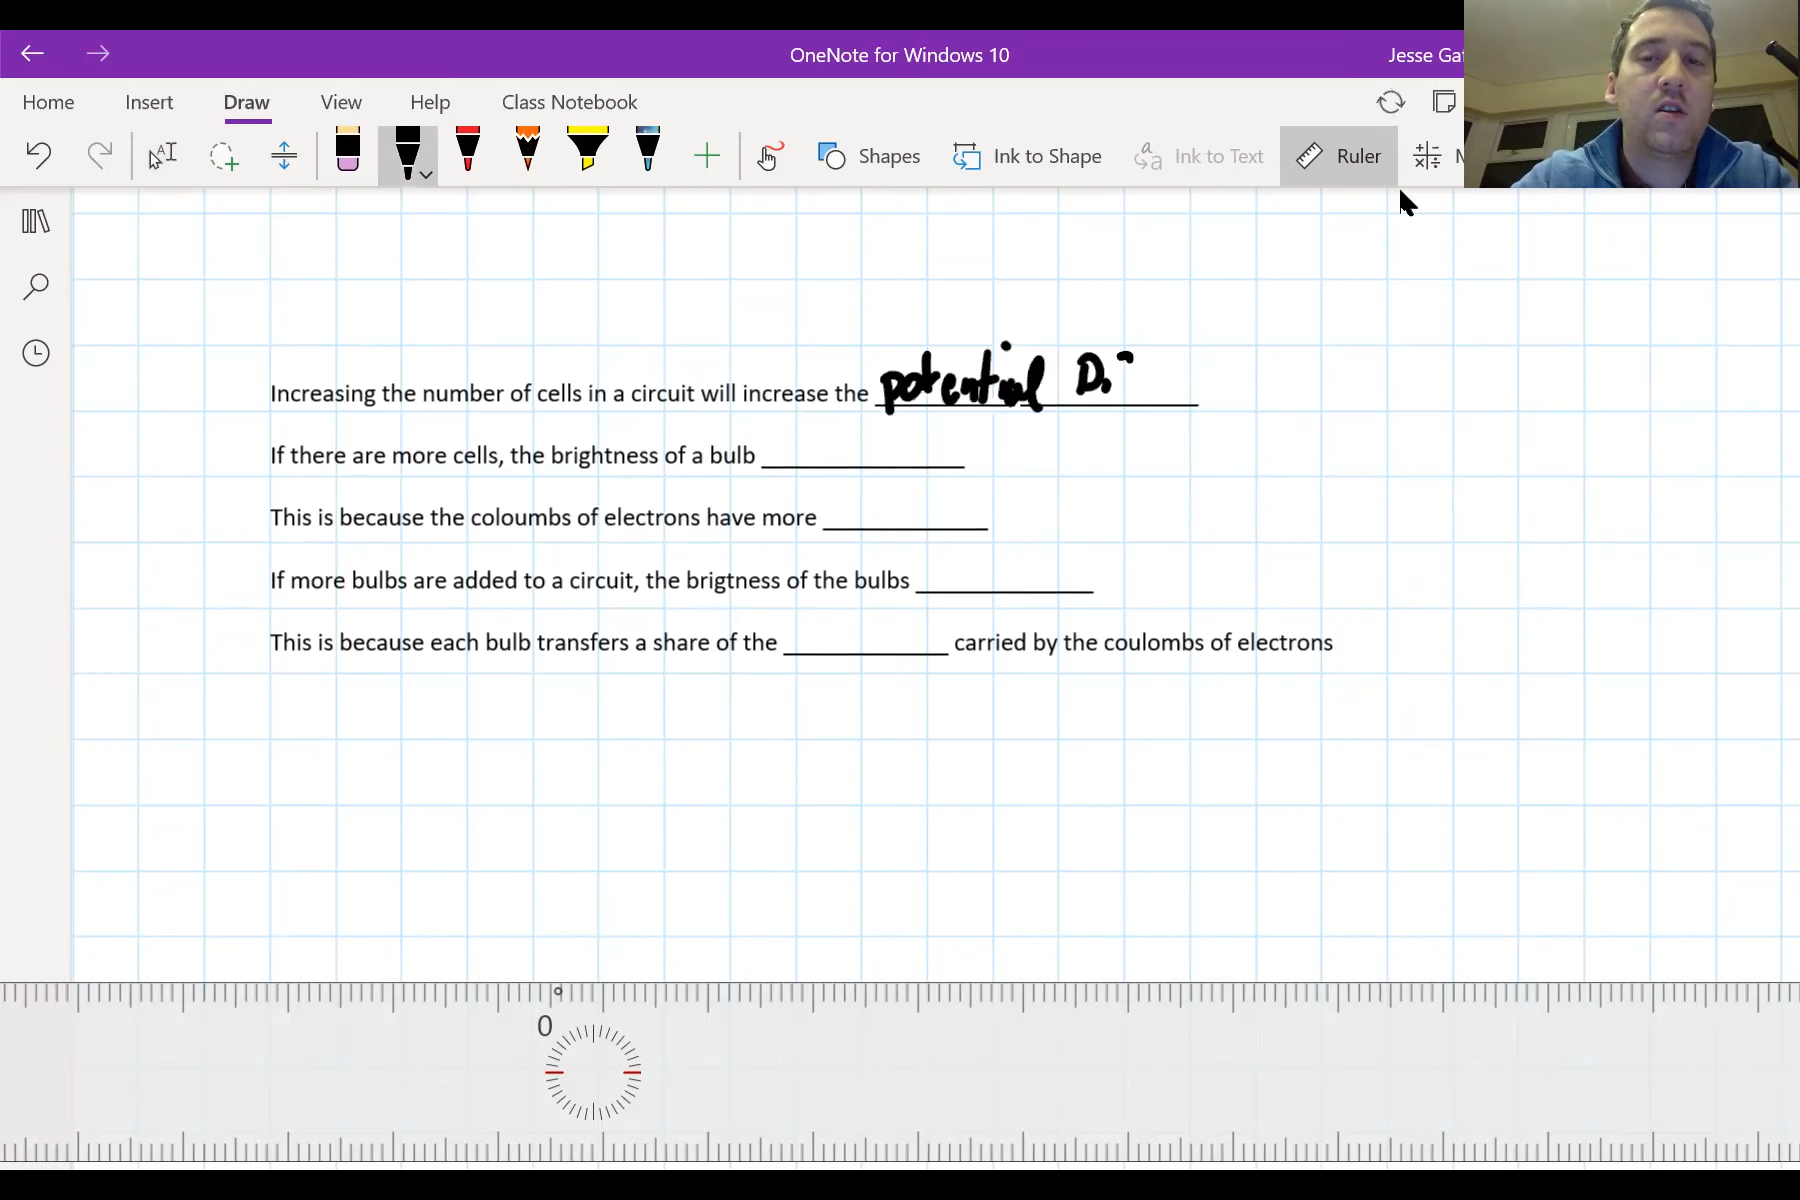 OneNote for Windows 10
Jesse Ga
Home Insert Draw View Help Class Notebook
Shapes Ink to Shape Ink to Text Ruler
Increasing the number of cells in a circuit will increase the potential D.
If there are more cells, the brightness of a bulb
This is because the coloumbs of electrons have more
If more bulbs are added to a circuit, the brigtness of the bulbs
This is because each bulb transfers a share of the carried by the coulombs of electrons
0